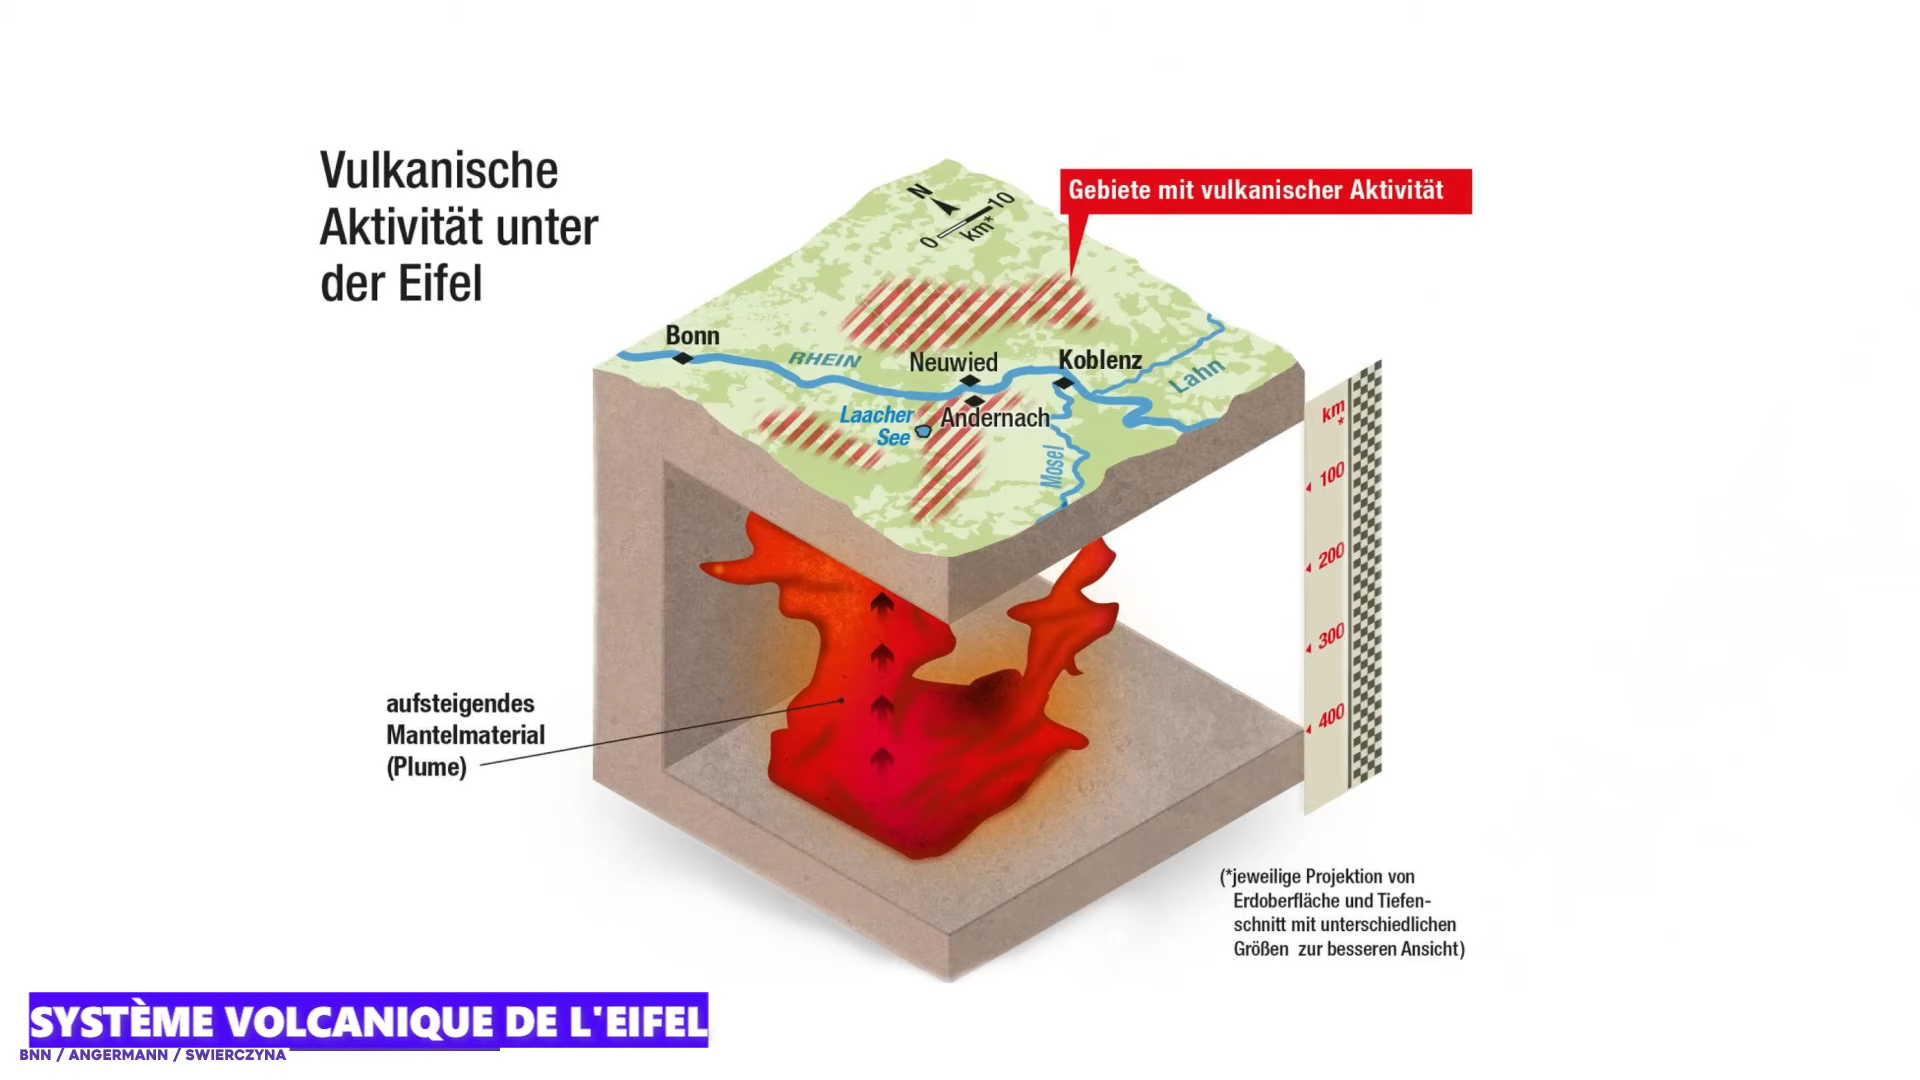 Vulkanische
Aktivität unter
der Eifel
Gebiete mit vulkanischer Aktivität
N
0
10
km*
Bonn
RHEIN
Neuwied
Koblenz
Lahn
Laacher
See
Andernach
Mosel
km
*
100
200
300
400
aufsteigendes
Mantelmaterial
(Plume)
(*jeweilige Projektion von
Erdoberfläche und Tiefen-
schnitt mit unterschiedlichen
Größen zur besseren Ansicht)
SYSTÈME VOLCANIQUE DE L'EIFEL
BNN / ANGERMANN / SWIERCZYNA